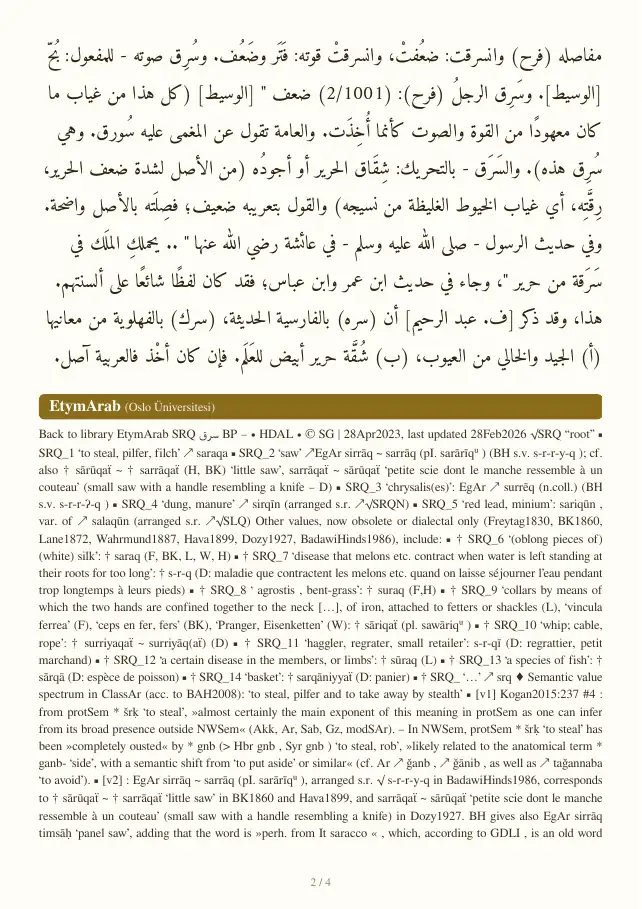 مفاصله (فرح) وانسرقت: ضعُفتْ، وانسرقتْ قوته: فَتَر وضَعُف. وسُرِق صوته - للمفعول: بُحّ
[الوسيط]. وسَرِق الرجلُ (فرح): (2/1001) ضعف " [الوسيط] (كل هذا من غياب ما
كان معهودًا من القوة والصوت كأنما أُخِذَت. والعامة تقول عن المغمى عليه سُورق. وهي
سُرِق هذه). والسَرَق - بالتحريك: شِقَاق الحرير أو أجودُه (من الأصل لشدة ضعف الحرير،
رِقَّتِه، أي غياب الخيوط الغليظة من نسيجه) والقول بتعريبه ضعيف؛ فصِلَته بالأصل واضحة.
وفي حديث الرسول - صلى الله عليه وسلم - في عائشة رضي الله عنها " .. يحملكِ الملَك في
سَرَقة من حرير "، وجاء في حديث ابن عمر وابن عباس؛ فقد كان لفظًا شائعًا على ألسنتهم.
هذا، وقد ذكر [ف. عبد الرحيم] أن (سره) بالفارسية الحديثة، (سرك) بالفهلوية من معانيها
(أ) الجيد والخالي من العيوب، (ب) شُقَّة حرير أبيض للعَلَم. فإن كان أخْذ فالعربية آصل.
EtymArab (Oslo Üniversitesi)
Back to library EtymArab SRQ سرق BP – • HDAL • © SG | 28Apr2023, last updated 28Feb2026 √SRQ “root” ▪
SRQ_1 ‘to steal, pilfer, filch’ ↗ saraqa ▪ SRQ_2 ‘saw’ ↗EgAr sirrāq ~ sarrāq (pl. sarārīqᵘ ) (BH s.v. s-r-r-y-q ); cf.
also † sārūqaẗ ~ † sarrāqaẗ (H, BK) ‘little saw’, sarrāqaẗ ~ sārūqaẗ ‘petite scie dont le manche ressemble à un
couteau’ (small saw with a handle resembling a knife – D) ▪ SRQ_3 ‘chrysalis(es)’: EgAr ↗ surrēq (n.coll.) (BH
s.v. s-r-r-ʔ-q ) ▪ SRQ_4 ‘dung, manure’ ↗ sirqīn (arranged s.r. ↗√SRQN) ▪ SRQ_5 ‘red lead, minium’: sariqūn ,
var. of ↗ salaqūn (arranged s.r. ↗√SLQ) Other values, now obsolete or dialectal only (Freytag1830, BK1860,
Lane1872, Wahrmund1887, Hava1899, Dozy1927, BadawiHinds1986), include: ▪ † SRQ_6 ‘(oblong pieces of)
(white) silk’: † saraq (F, BK, L, W, H) ▪ † SRQ_7 ‘disease that melons etc. contract when water is left standing at
their roots for too long’: † s-r-q (D: maladie que contractent les melons etc. quand on laisse séjourner l’eau pendant
trop longtemps à leurs pieds) ▪ † SRQ_8 ‘ agrostis , bent-grass’: † suraq (F,H) ▪ † SRQ_9 ‘collars by means of
which the two hands are confined together to the neck […], of iron, attached to fetters or shackles (L), ‘vincula
ferrea’ (F), ‘ceps en fer, fers’ (BK), ‘Pranger, Eisenketten’ (W): † sāriqaẗ (pl. sawāriqᵘ ) ▪ † SRQ_10 ‘whip; cable,
rope’: † surriyaqaẗ ~ surriyāq(aẗ) (D) ▪ † SRQ_11 ‘haggler, regrater, small retailer’: s-r-qī (D: regrattier, petit
marchand) ▪ † SRQ_12 ‘a certain disease in the members, or limbs’: † sūraq (L) ▪ † SRQ_13 ‘a species of fish’: †
sārqā (D: espèce de poisson) ▪ † SRQ_14 ‘basket’: † sarqāniyyaẗ (D: panier) ▪ † SRQ_ ‘…’ ↗ srq ♦ Semantic value
spectrum in ClassAr (acc. to BAH2008): ‘to steal, pilfer and to take away by stealth’ ▪ [v1] Kogan2015:237 #4 :
from protSem * šrḳ ‘to steal’, »almost certainly the main exponent of this meaning in protSem as one can infer
from its broad presence outside NWSem« (Akk, Ar, Sab, Gz, modSAr). – In NWSem, protSem * šrḳ ‘to steal’ has
been »completely ousted« by * gnb (> Hbr gnb , Syr gnb ) ‘to steal, rob’, »likely related to the anatomical term *
ganb- ‘side’, with a semantic shift from ‘to put aside’ or similar« (cf. Ar ↗ ǧanb , ↗ ǧānib , as well as ↗ taǧannaba
‘to avoid’). ▪ [v2] : EgAr sirrāq ~ sarrāq (pl. sarārīqᵘ ), arranged s.r. √ s-r-r-y-q in BadawiHinds1986, corresponds
to † sārūqaẗ ~ † sarrāqaẗ ‘little saw’ in BK1860 and Hava1899, and sarrāqaẗ ~ sārūqaẗ ‘petite scie dont le manche
ressemble à un couteau’ (small saw with a handle resembling a knife) in Dozy1927. BH gives also EgAr sirrāq
timsāḥ ‘panel saw’, adding that the word is »perh. from It saracco « , which, according to GDLI , is an old word
2 / 4